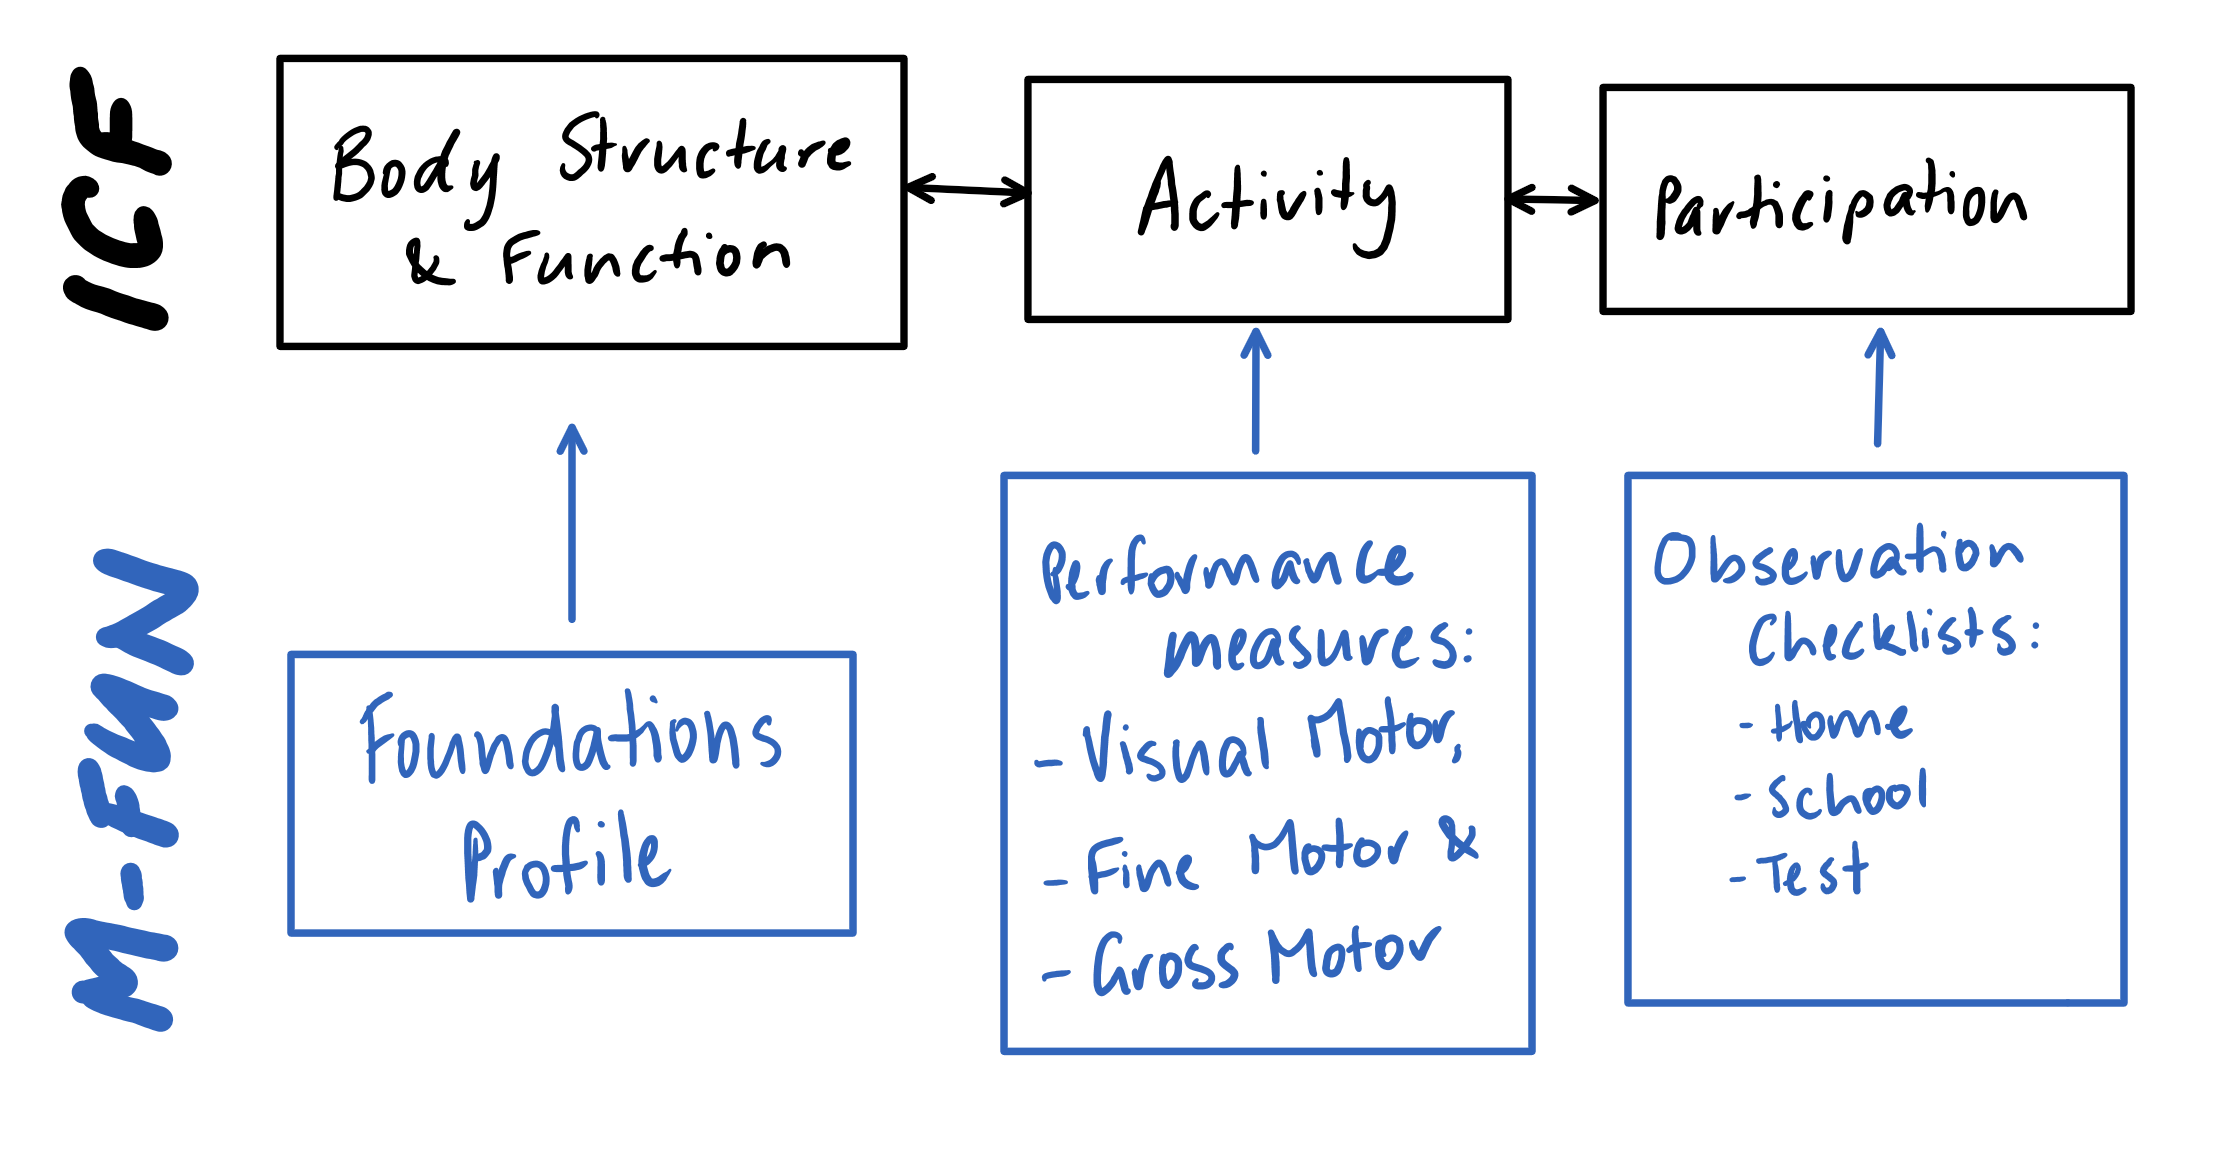 ICF
Body Structure
& Function
Activity
Participation
M-FUN
Foundations
Profile
Performance
measures:
- Visual Motor,
- Fine Motor &
- Gross Motor
Observation
Checklists:
- Home
- School
- Test